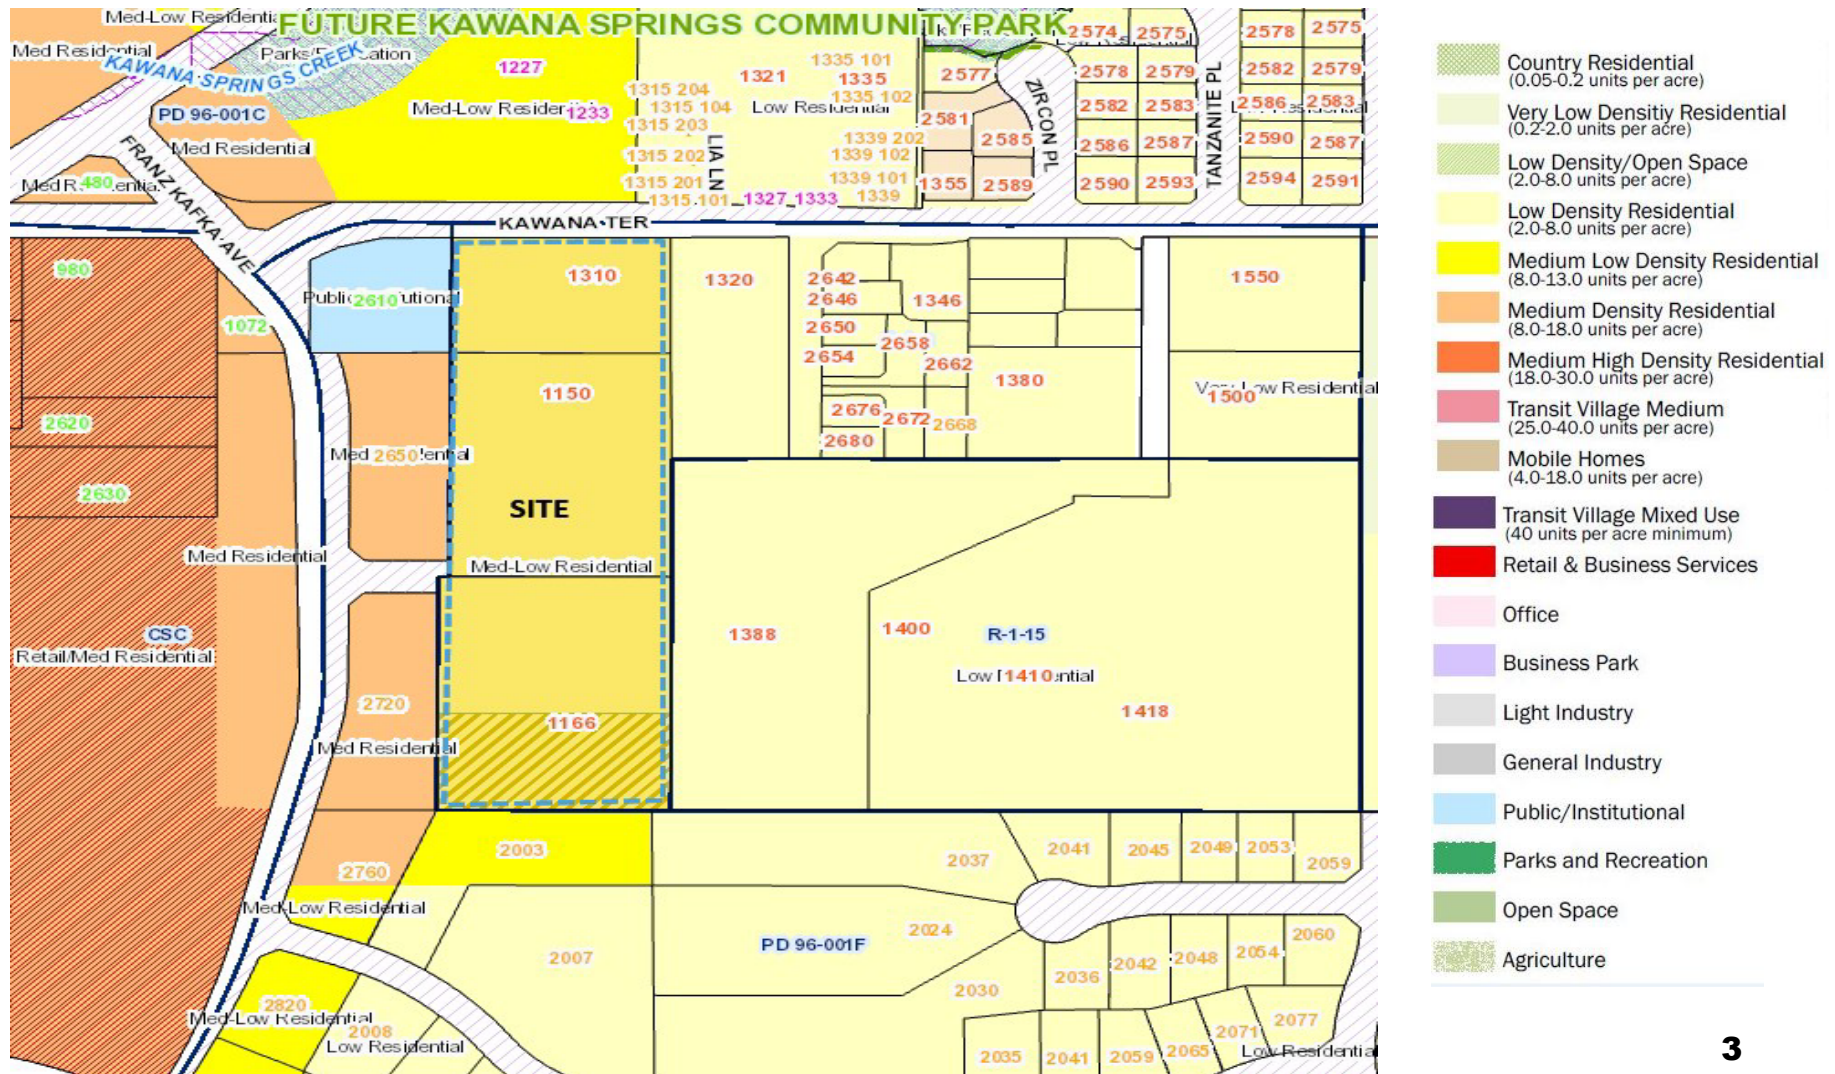 Med-Low Residentia
FUTURE KAWANA SPRINGS COMMUNITY PARK
Med Residential
Parks/
ation
KAWANA SPRINGS CREEK
PD 96-001C
Med Residential
1227
Med-Low Residen
1233
FRANZ KAFKA AVE
480
1315 204
1315 104
1315 203
1315 202
1315 201
1315 101
LIA LN
1321
Low Residential
1335 101
1335
1335 102
1339 202
1339 102
1339 101
1339
1327
1333
2577
2581
2585
1355
2589
ZIRCON PL
2574
2575
2578
2579
2582
2583
2586
2587
2590
2593
TANZANITE PL
2578
2575
2582
2579
2586
2583
2590
2587
2594
2591
KAWANA TER
980
1072
2620
2630
Public
2610
utional
1310
1150
SITE
Med-Low Residential
1166
Med
2650
ential
Med Residential
CSC
Retail/Med Residential
2720
Med Residential
1320
2642
2646
2650
2654
2658
2662
1346
1380
2676
2672
2668
2680
1550
1500
Very Low Residential
1388
1400
R-1-15
Low
1410
ntial
1418
2003
2760
Med-Low Residential
2007
PD 96-001F
2037
2024
2030
2041
2045
2049
2053
2059
2036
2042
2048
2054
2060
2035
2041
2059
2065
2071
2077
Low Residentia
2820
Med-Low Residential
2008
Low Residential
Country Residential
(0.05-0.2 units per acre)
Very Low Densitiy Residential
(0.2-2.0 units per acre)
Low Density/Open Space
(2.0-8.0 units per acre)
Low Density Residential
(2.0-8.0 units per acre)
Medium Low Density Residential
(8.0-13.0 units per acre)
Medium Density Residential
(8.0-18.0 units per acre)
Medium High Density Residential
(18.0-30.0 units per acre)
Transit Village Medium
(25.0-40.0 units per acre)
Mobile Homes
(4.0-18.0 units per acre)
Transit Village Mixed Use
(40 units per acre minimum)
Retail & Business Services
Office
Business Park
Light Industry
General Industry
Public/Institutional
Parks and Recreation
Open Space
Agriculture
3